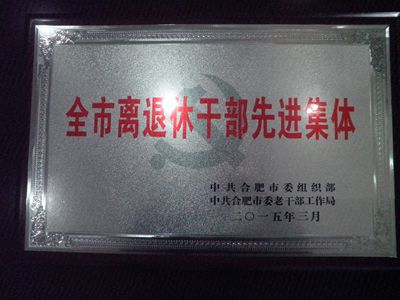 全市离退休干部先进集体
中共合肥市委组织部
中共合肥市委老干部工作局
二〇一五年三月